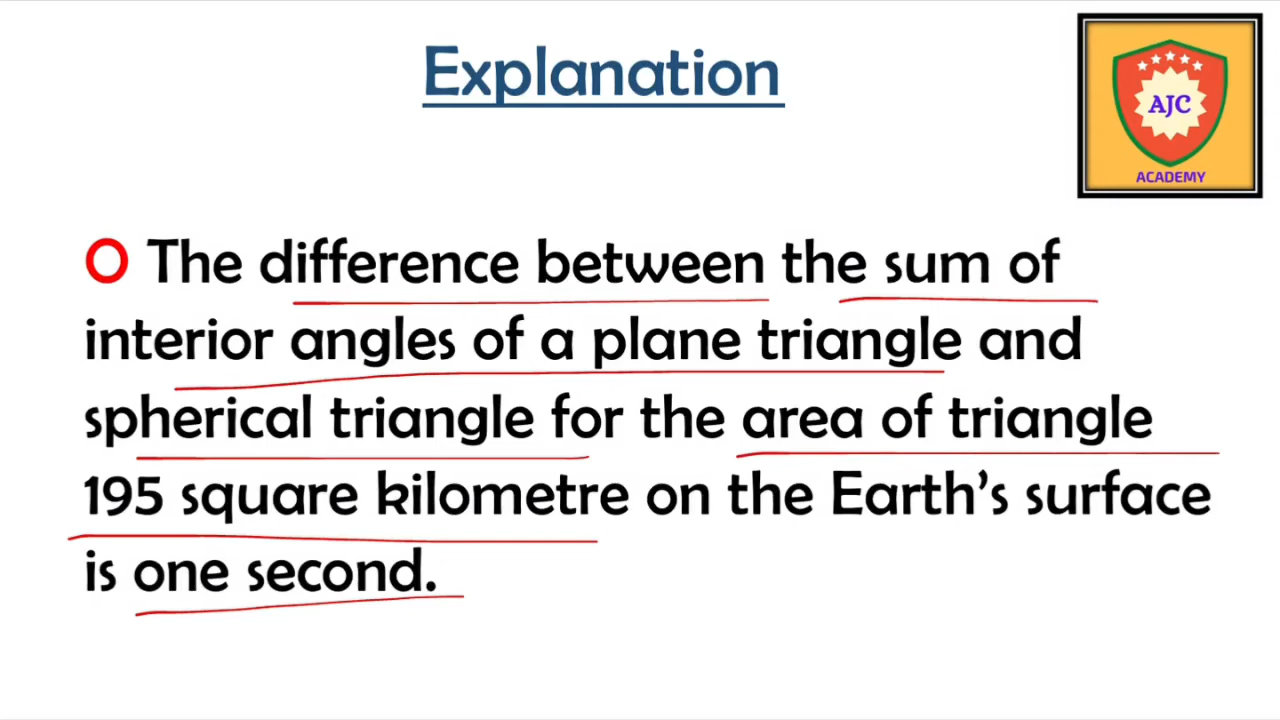 Explanation
AJC
ACADEMY
O The difference between the sum of
interior angles of a plane triangle and
spherical triangle for the area of triangle
195 square kilometre on the Earth's surface
is one second.